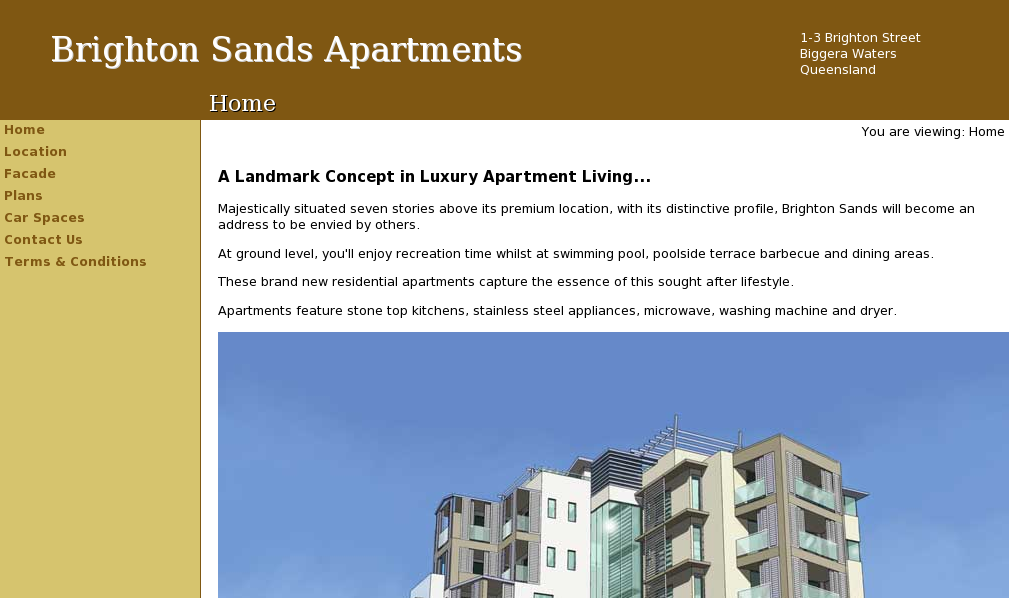 Brighton Sands Apartments
1-3 Brighton Street
Biggera Waters
Queensland
Home
Home
Location
Facade
Plans
Car Spaces
Contact Us
Terms & Conditions
You are viewing: Home
A Landmark Concept in Luxury Apartment Living...
Majestically situated seven stories above its premium location, with its distinctive profile, Brighton Sands will become an
address to be envied by others.
At ground level, you'll enjoy recreation time whilst at swimming pool, poolside terrace barbecue and dining areas.
These brand new residential apartments capture the essence of this sought after lifestyle.
Apartments feature stone top kitchens, stainless steel appliances, microwave, washing machine and dryer.